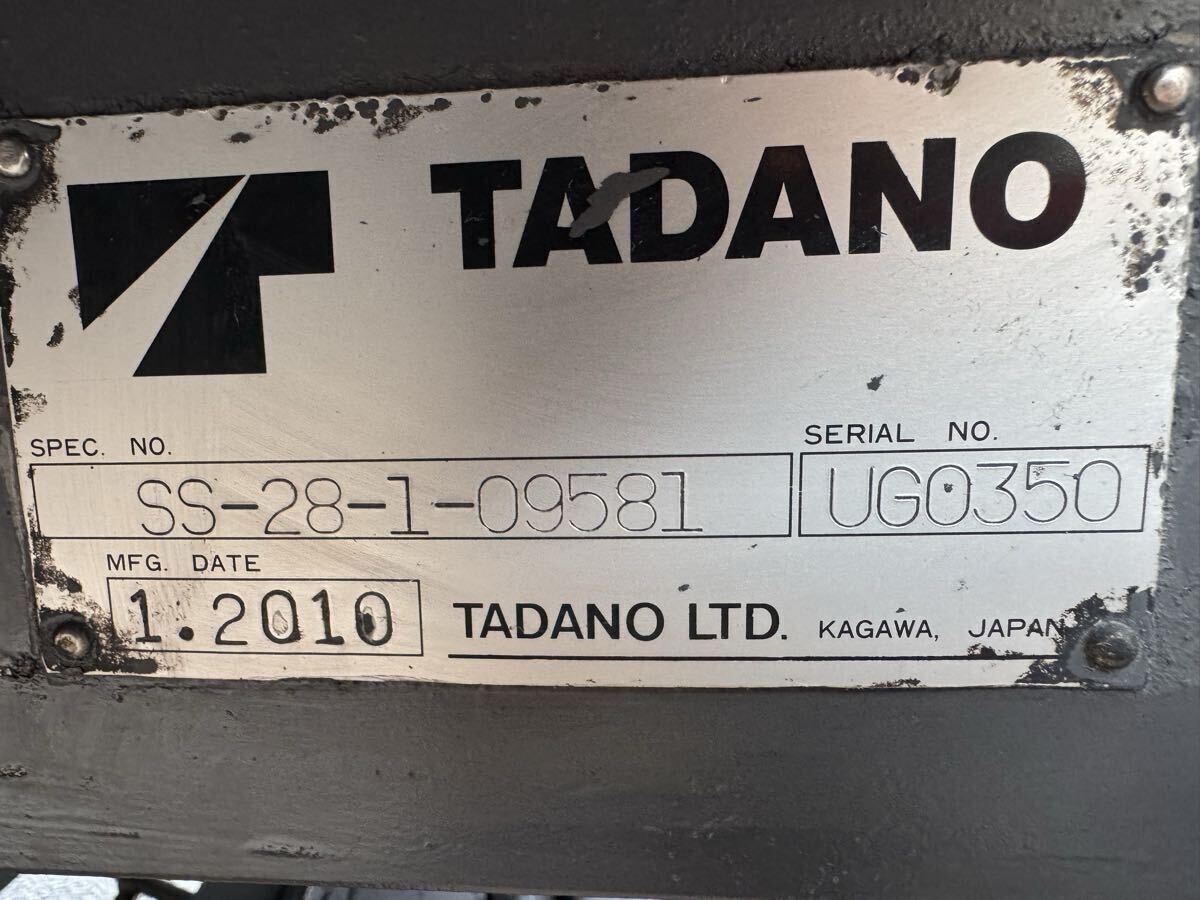 TADANO
SPEC. NO.
SERIAL NO.
SS-28-1-09581
UG0350
MFG. DATE
1.2010
TADANO LTD. KAGAWA, JAPAN